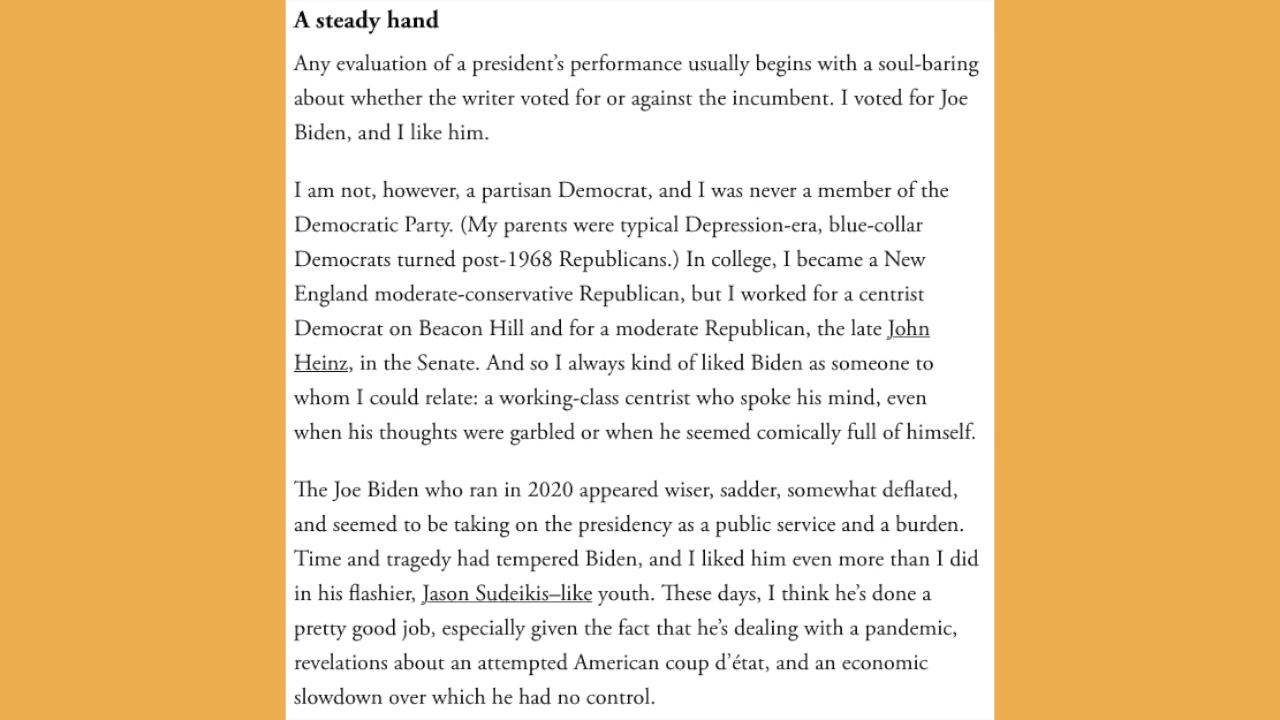 A steady hand
Any evaluation of a president’s performance usually begins with a soul-baring
about whether the writer voted for or against the incumbent. I voted for Joe
Biden, and I like him.
I am not, however, a partisan Democrat, and I was never a member of the
Democratic Party. (My parents were typical Depression-era, blue-collar
Democrats turned post-1968 Republicans.) In college, I became a New
England moderate-conservative Republican, but I worked for a centrist
Democrat on Beacon Hill and for a moderate Republican, the late John
Heinz, in the Senate. And so I always kind of liked Biden as someone to
whom I could relate: a working-class centrist who spoke his mind, even
when his thoughts were garbled or when he seemed comically full of himself.
The Joe Biden who ran in 2020 appeared wiser, sadder, somewhat deflated,
and seemed to be taking on the presidency as a public service and a burden.
Time and tragedy had tempered Biden, and I liked him even more than I did
in his flashier, Jason Sudeikis–like youth. These days, I think he’s done a
pretty good job, especially given the fact that he’s dealing with a pandemic,
revelations about an attempted American coup d’état, and an economic
slowdown over which he had no control.